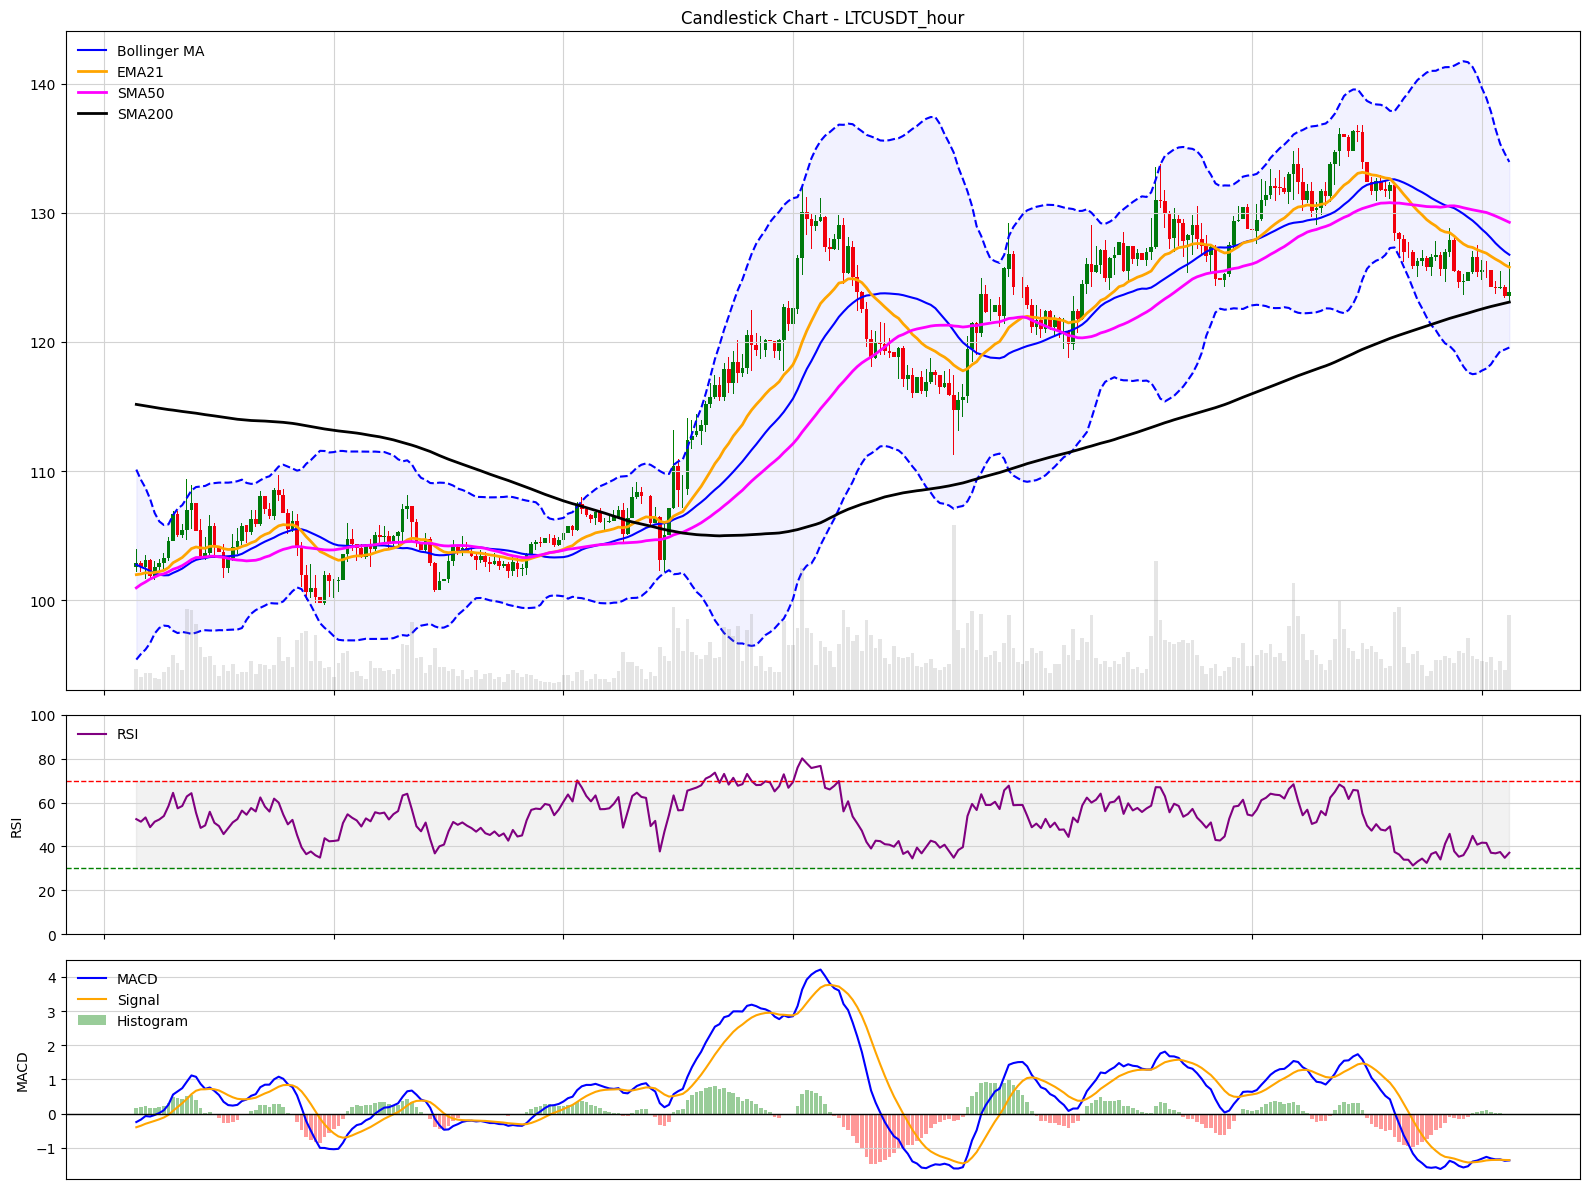 Candlestick Chart - LTCUSDT_hour
Bollinger MA
EMA21
SMA50
SMA200
140
130
120
110
100
RSI
RSI
100
80
60
40
20
0
MACD
Signal
Histogram
MACD
4
3
2
1
0
−1